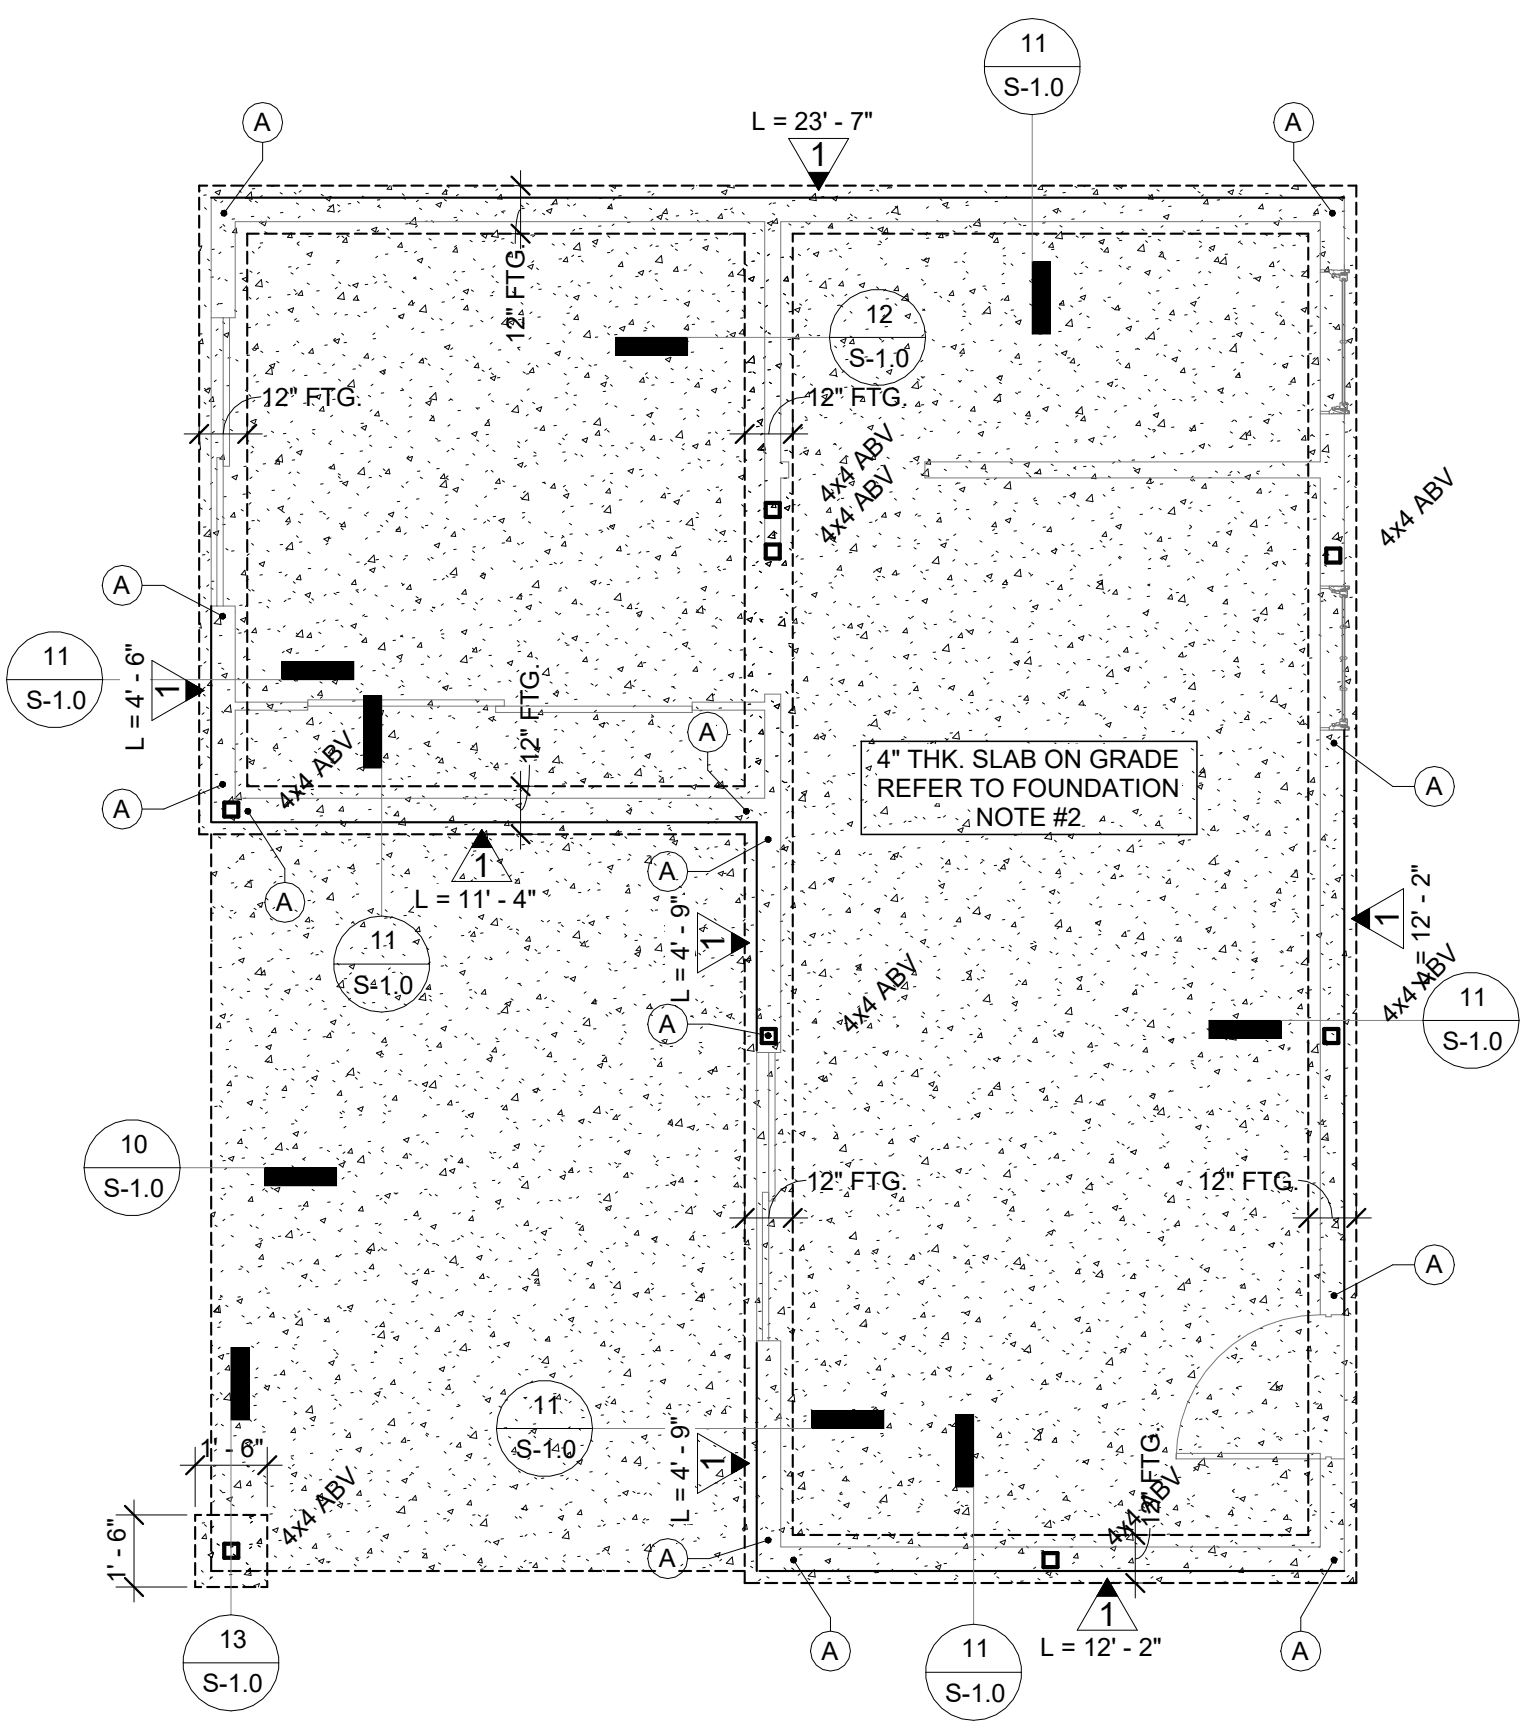 11
S-1.0
A
L = 23' - 7"
1
A
12" FTG.
12
S-1.0
12" FTG.
12" FTG.
4x4 ABV
4x4 ABV
4x4 ABV
A
11
S-1.0
L = 4' - 6"
1
12" FTG.
A
4x4 ABV
4" THK. SLAB ON GRADE
REFER TO FOUNDATION
NOTE #2
A
A
A
1
L = 11' - 4"
A
A
11
S-1.0
L = 4' - 9"
1
4x4 ABV
A
1
L = 12' - 2"
4x4 ABV
11
S-1.0
10
S-1.0
12" FTG.
12" FTG.
A
11
S-1.0
L = 4' - 9"
1
1' - 6"
1' - 6"
4x4 ABV
12" FTG.
4x4 ABV
A
A
A
1
L = 12' - 2"
13
S-1.0
11
S-1.0